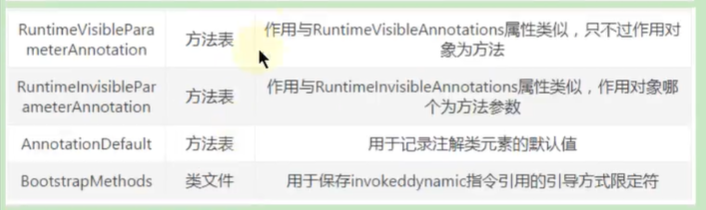 RuntimeVisiblePara
meterAnnotation
方法表
作用与RuntimeVisibleAnnotations属性类似，只不过作用对
象为方法
RuntimeInvisiblePar
ameterAnnotation
方法表
作用与RuntimeInvisibleAnnotations属性类似，作用对象哪
个为方法参数
AnnotationDefault
方法表
用于记录注解类元素的默认值
BootstrapMethods
类文件
用于保存invokeddynamic指令引用的引导方式限定符